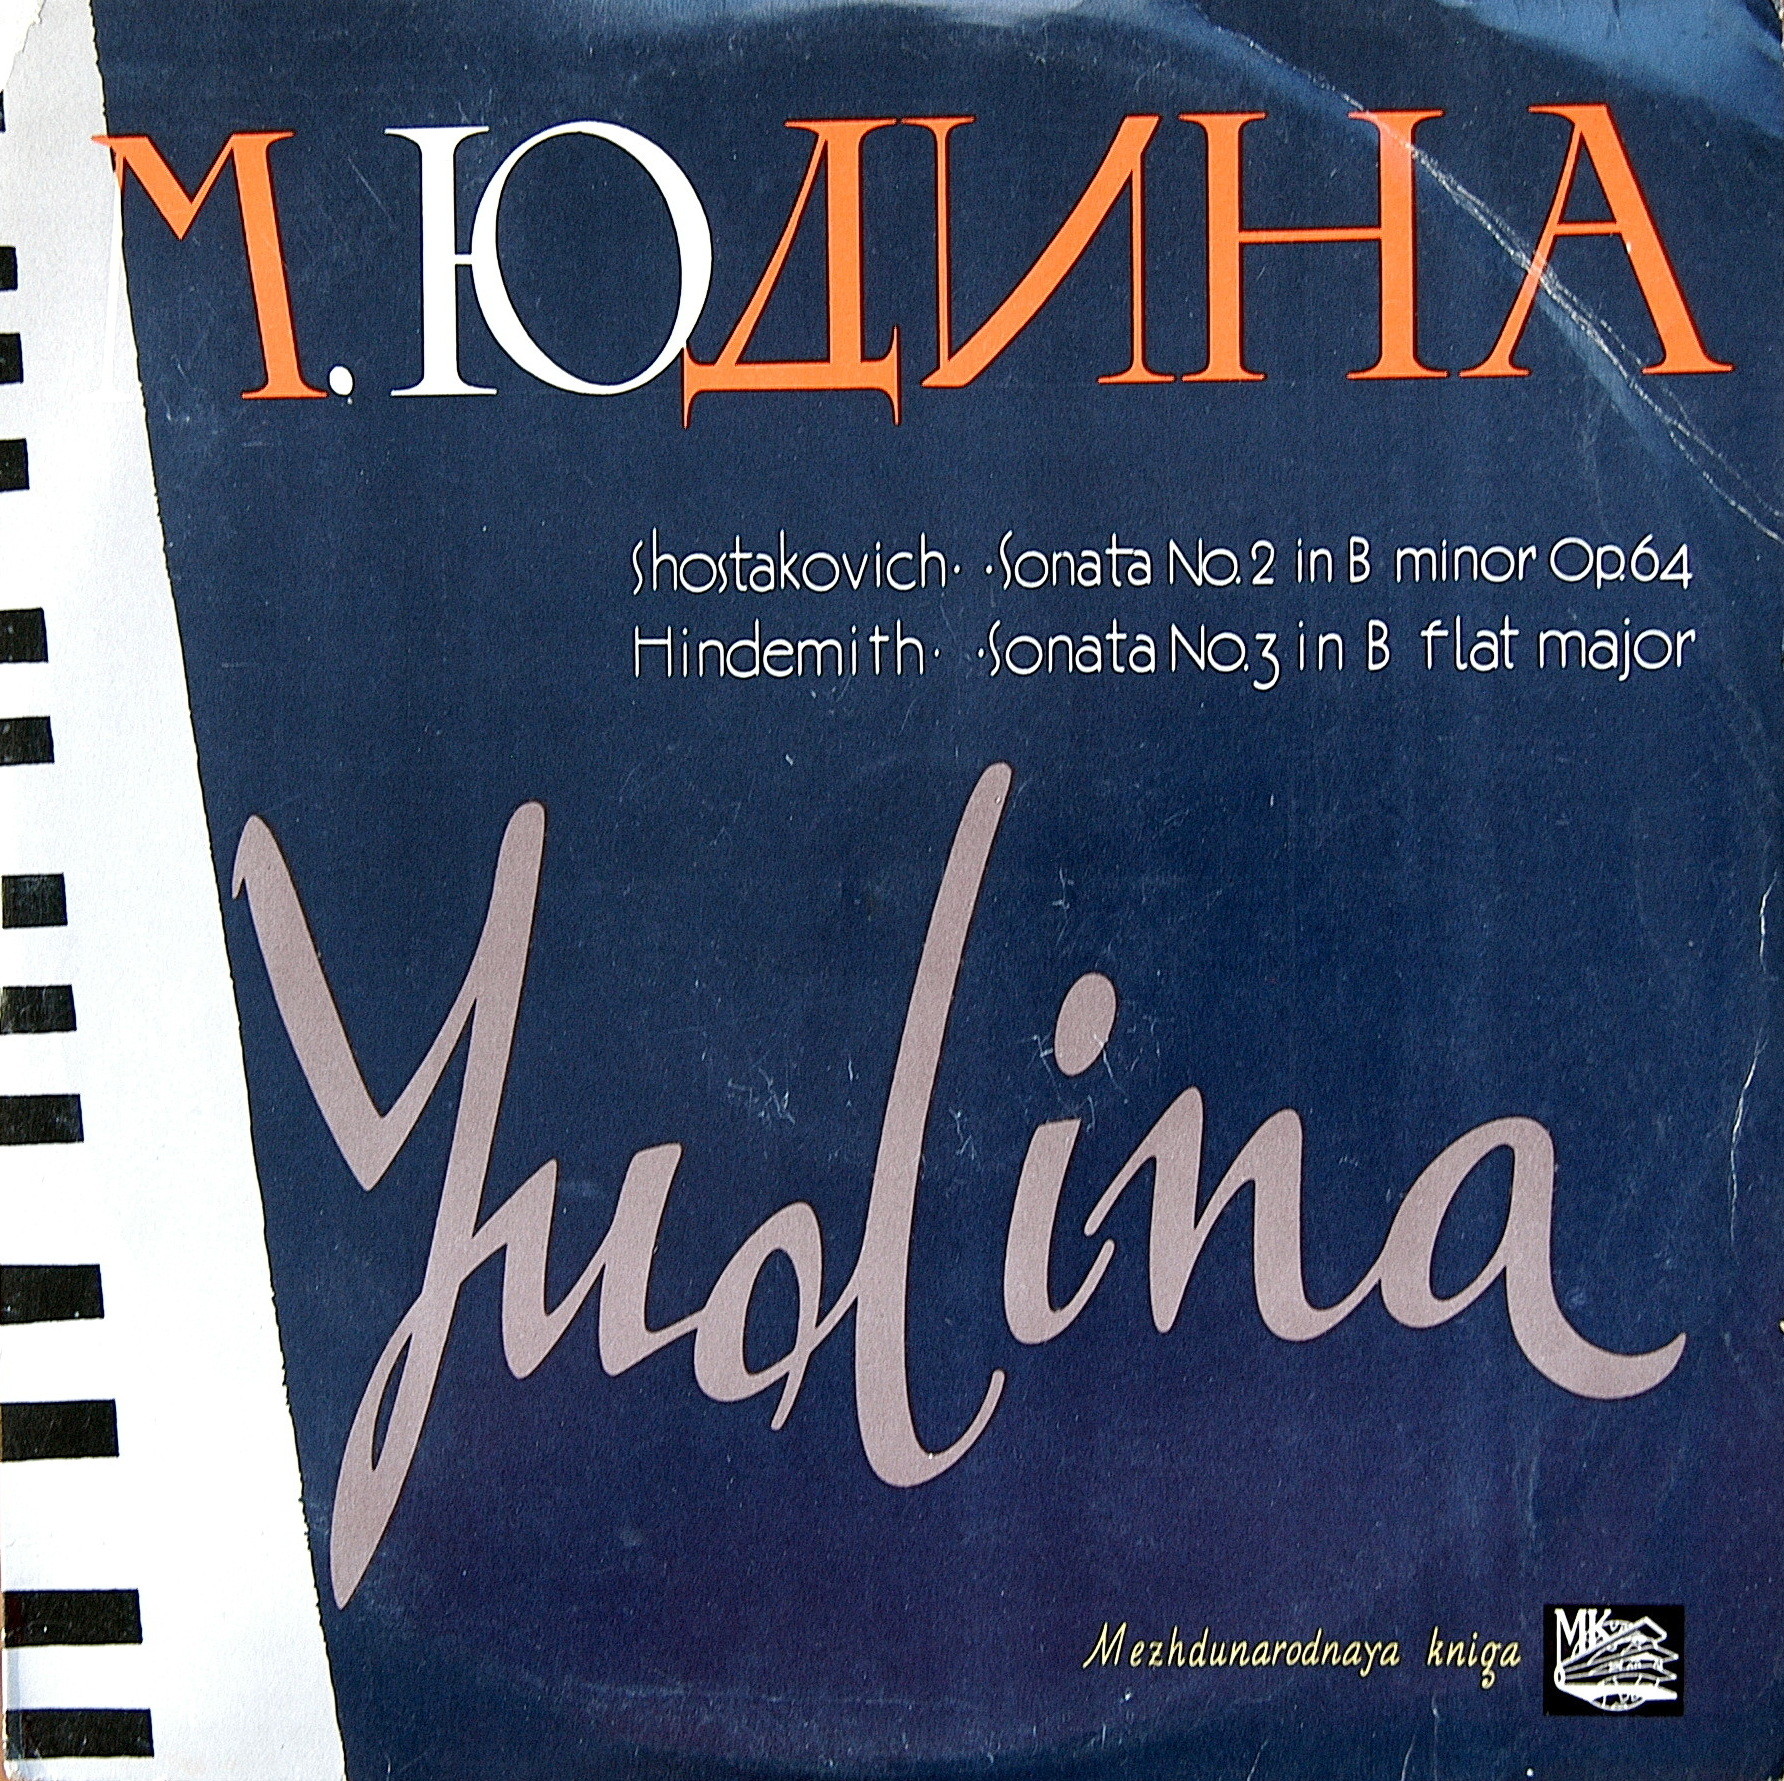 М. ЮДИНА
Shostakovich· ·Sonata No.2 in B minor Op.64
Hindemith· ·Sonata No.3 in B flat major
Yudina
Mezhdunarodnaya kniga
MK